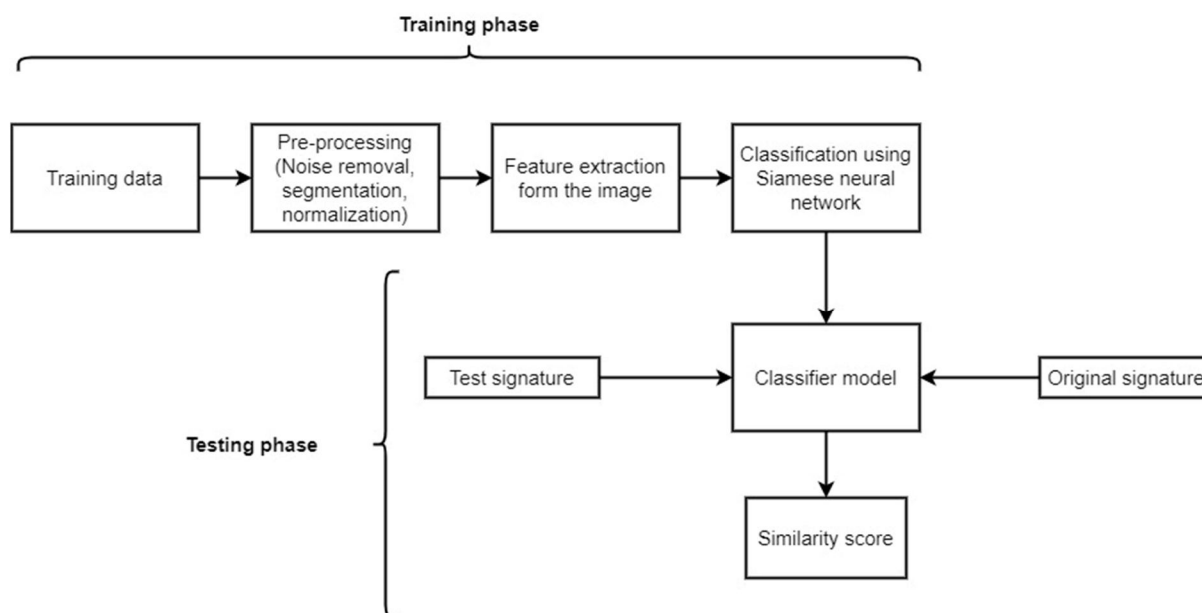 Training phase
Training data
Pre-processing
(Noise removal,
segmentation,
normalization)
Feature extraction
form the image
Classification using
Siamese neural
network
Test signature
Classifier model
Original signature
Testing phase
Similarity score